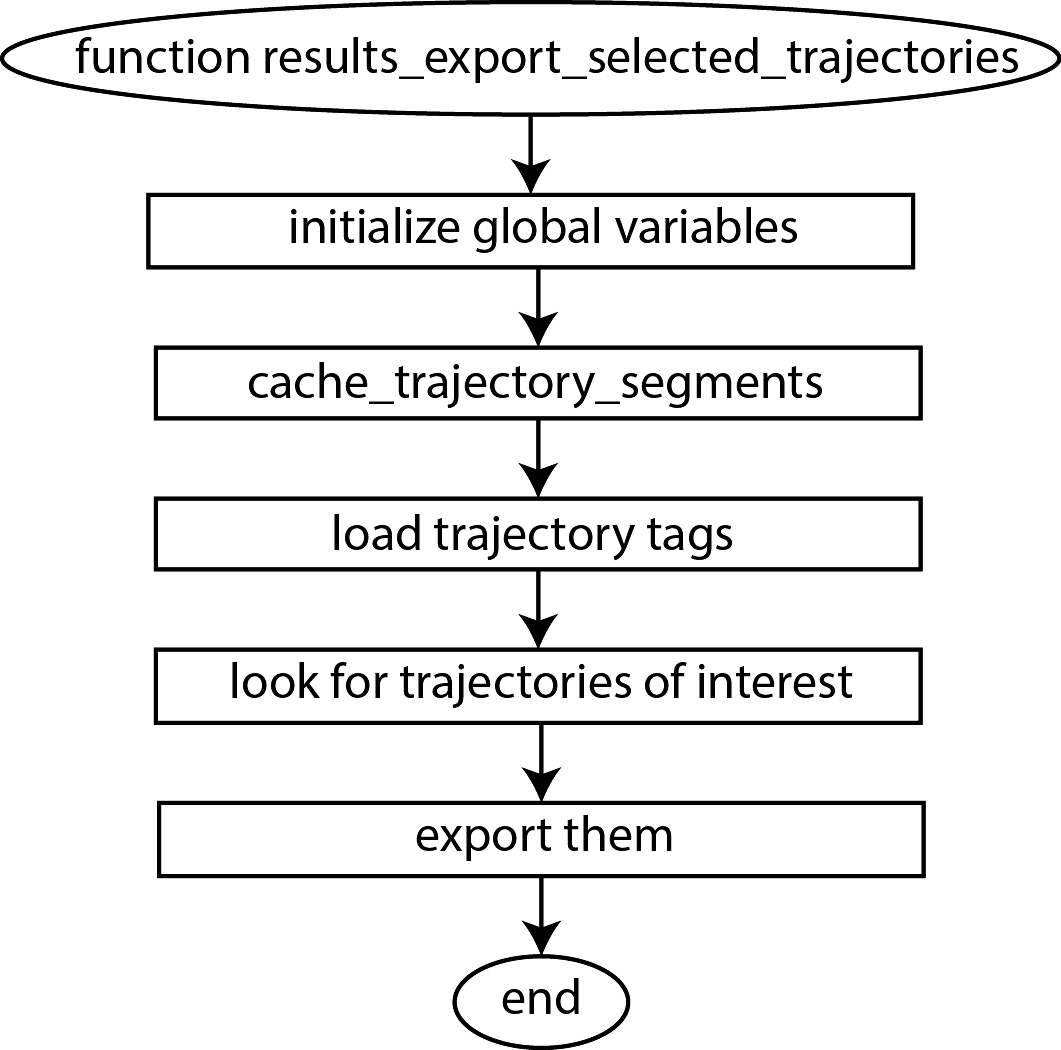 function results_export_selected_trajectories
initialize global variables
cache_trajectory_segments
load trajectory tags
look for trajectories of interest
export them
end